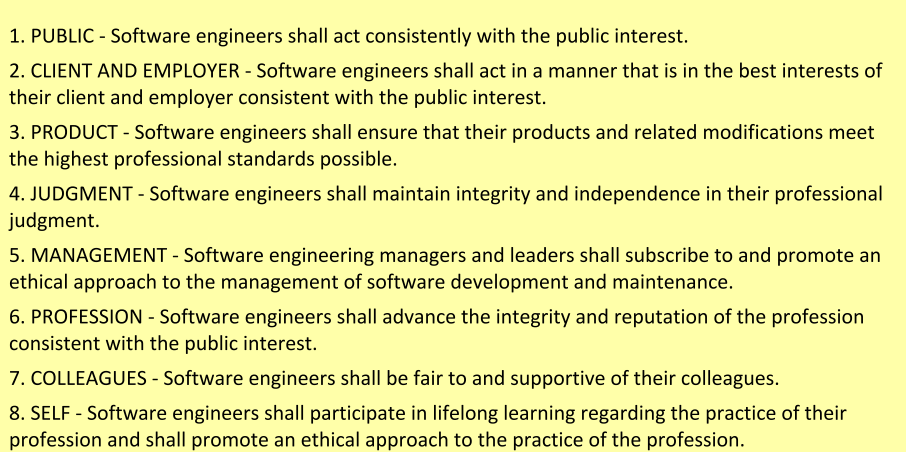 1. PUBLIC - Software engineers shall act consistently with the public interest.
2. CLIENT AND EMPLOYER - Software engineers shall act in a manner that is in the best interests of
their client and employer consistent with the public interest.
3. PRODUCT - Software engineers shall ensure that their products and related modifications meet
the highest professional standards possible.
4. JUDGMENT - Software engineers shall maintain integrity and independence in their professional
judgment.
5. MANAGEMENT - Software engineering managers and leaders shall subscribe to and promote an
ethical approach to the management of software development and maintenance.
6. PROFESSION - Software engineers shall advance the integrity and reputation of the profession
consistent with the public interest.
7. COLLEAGUES - Software engineers shall be fair to and supportive of their colleagues.
8. SELF - Software engineers shall participate in lifelong learning regarding the practice of their
profession and shall promote an ethical approach to the practice of the profession.